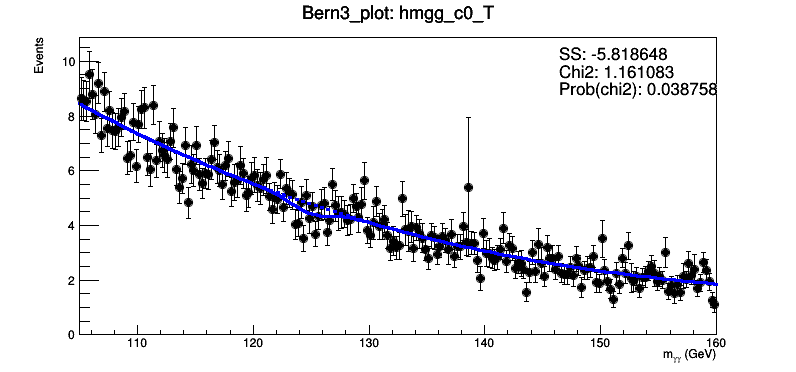 Bern3_plot: hmgg_c0_T
Events
SS: -5.818648
Chi2: 1.161083
Prob(chi2): 0.038758
10
8
6
4
2
0
110 120 130 140 150 160
m_γγ (GeV)